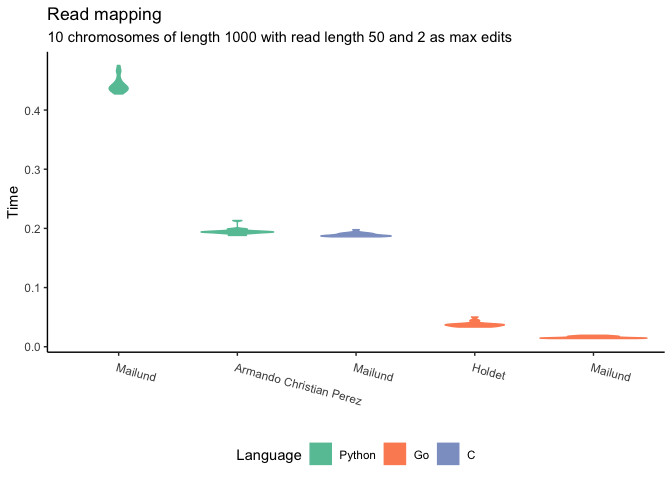 Read mapping
10 chromosomes of length 1000 with read length 50 and 2 as max edits
Time
0.4
0.3
0.2
0.1
0.0
Mailund
Armando Christian Perez
Mailund
Holdet
Mailund
Language Python Go C